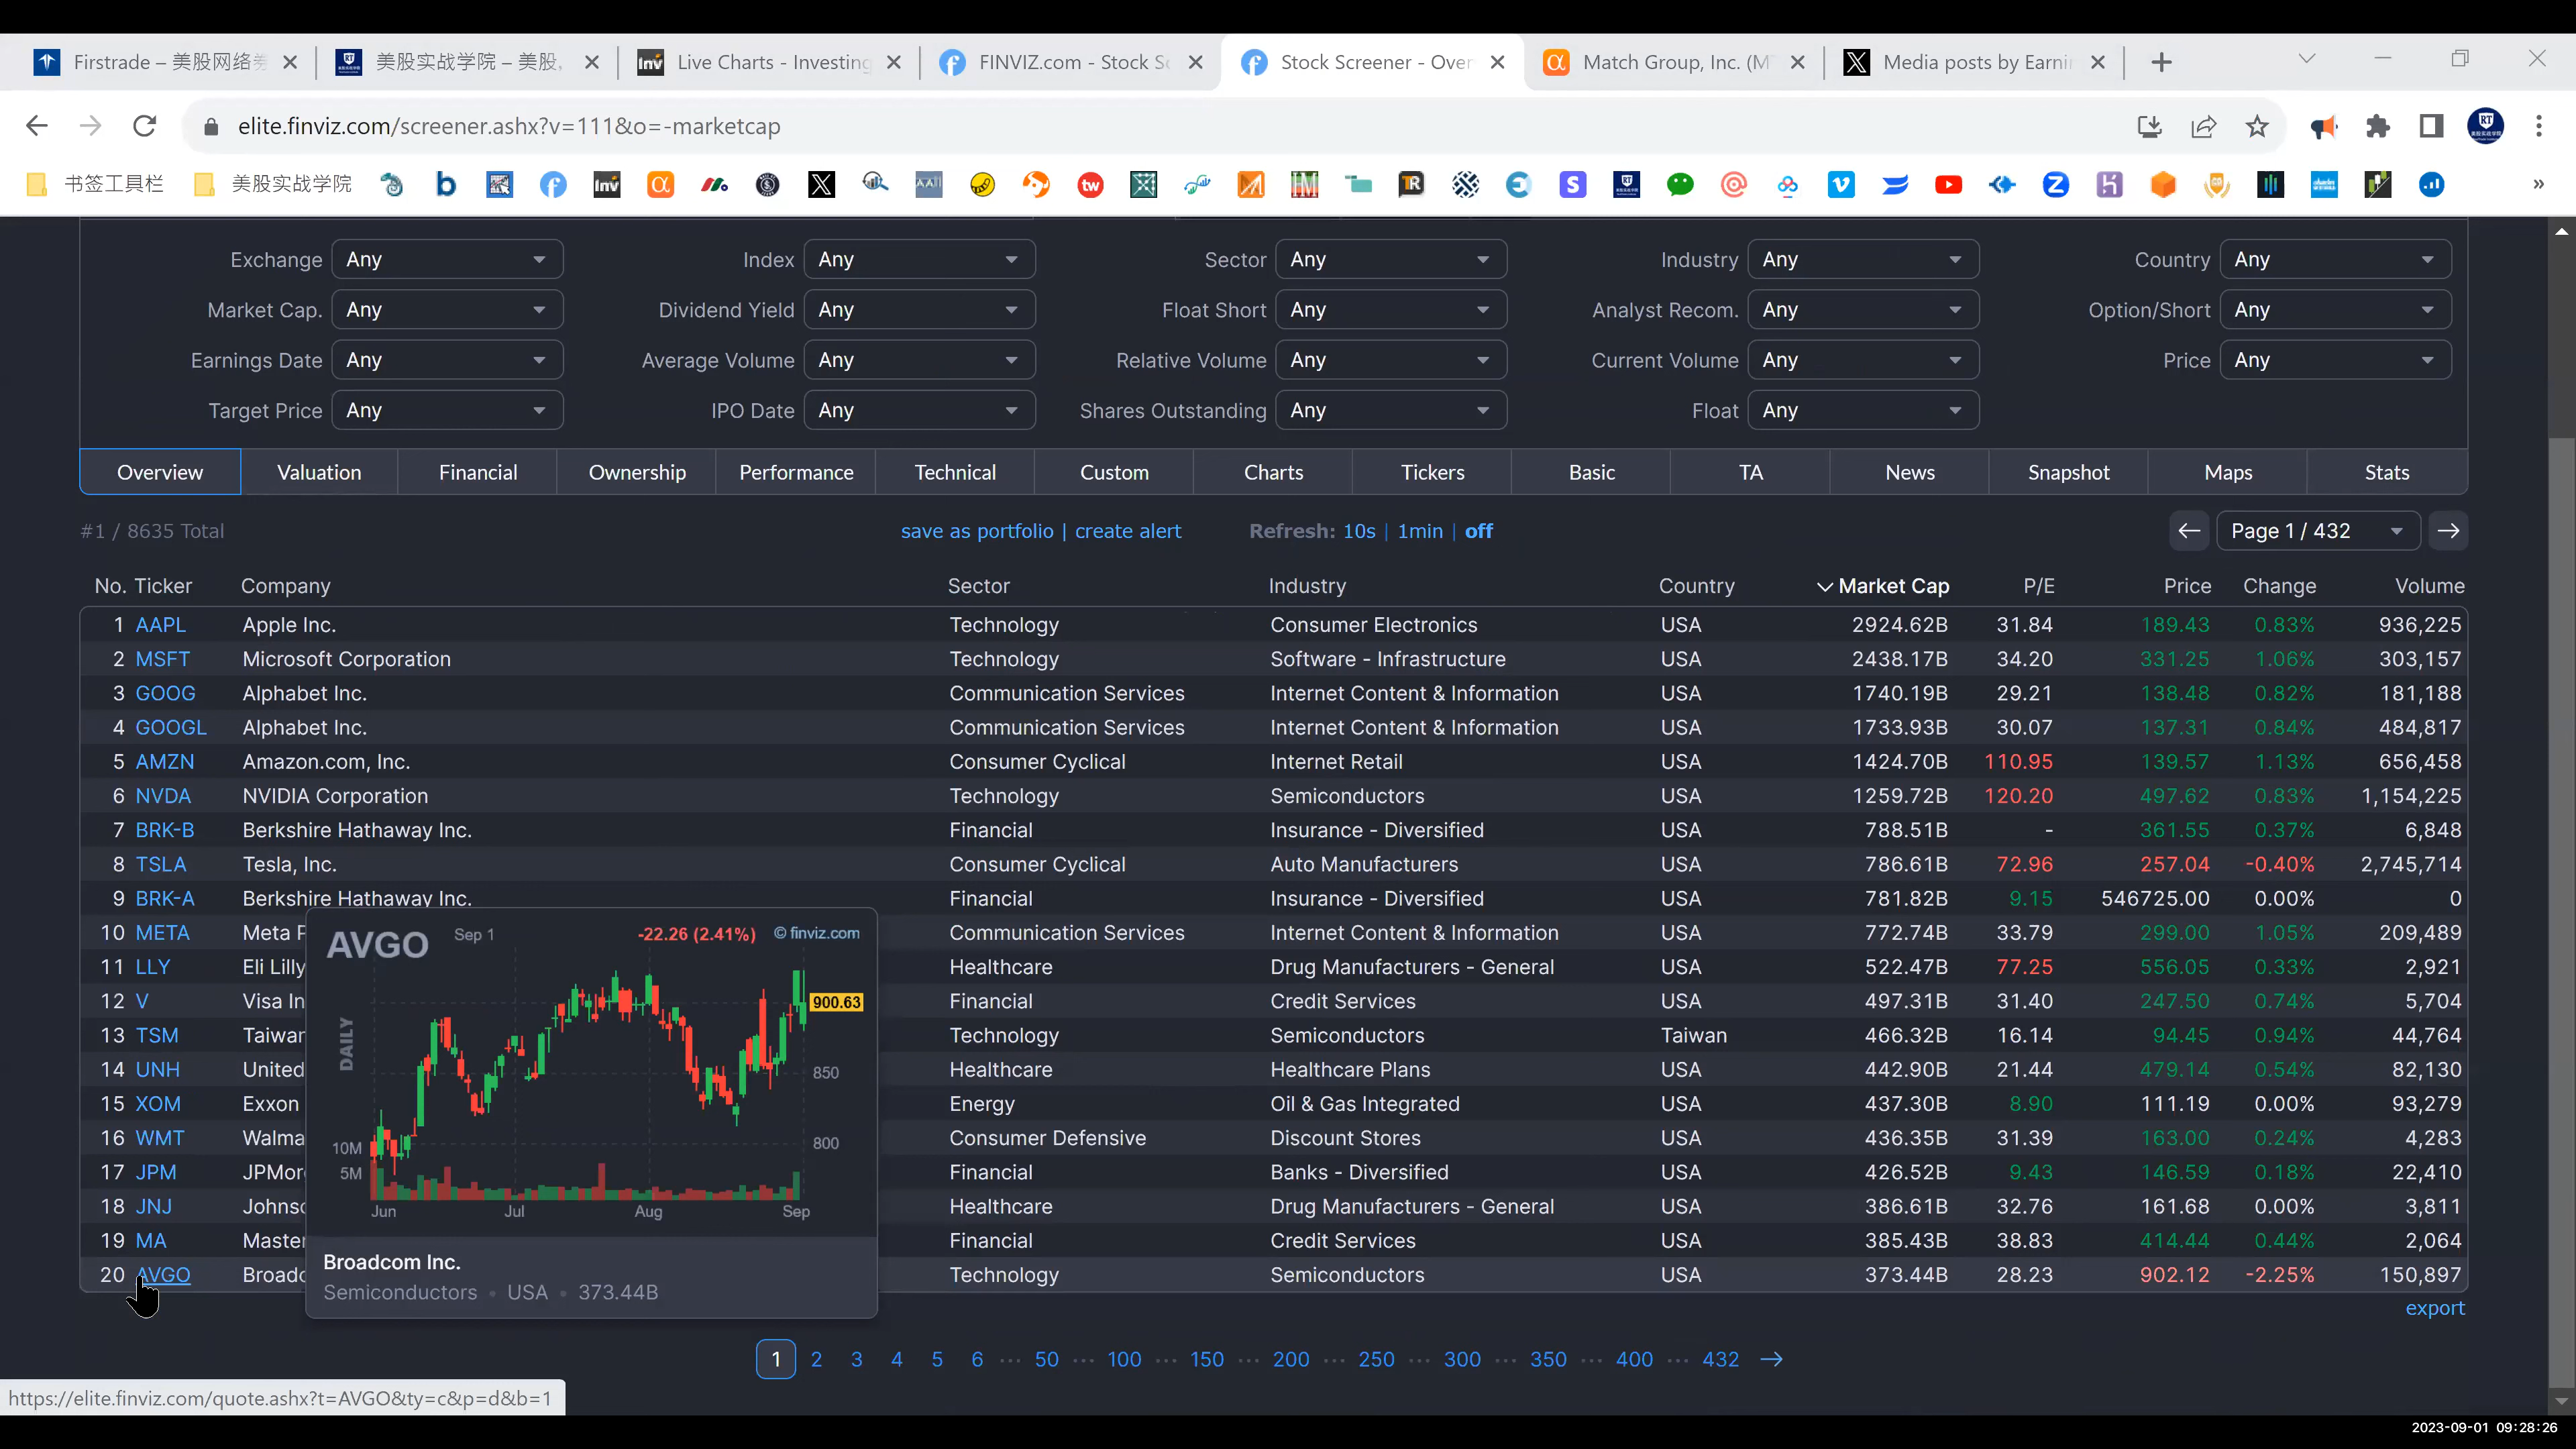 Firstrade – 美股网络券
美股实战学院 – 美股,
Live Charts - Investing
FINVIZ.com - Stock Sc
Stock Screener - Over
Match Group, Inc. (MT
Media posts by Earnin
elite.finviz.com/screener.ashx?v=111&o=-marketcap
书签工具栏 美股实战学院
Exchange Any Index Any Sector Any Industry Any Country Any
Market Cap. Any Dividend Yield Any Float Short Any Analyst Recom. Any Option/Short Any
Earnings Date Any Average Volume Any Relative Volume Any Current Volume Any Price Any
Target Price Any IPO Date Any Shares Outstanding Any Float Any
Overview Valuation Financial Ownership Performance Technical Custom Charts Tickers Basic TA News Snapshot Maps Stats
#1 / 8635 Total save as portfolio | create alert Refresh: 10s | 1min | off Page 1 / 432
No. Ticker Company Sector Industry Country Market Cap P/E Price Change Volume
1 AAPL Apple Inc. Technology Consumer Electronics USA 2924.62B 31.84 189.43 0.83% 936,225
2 MSFT Microsoft Corporation Technology Software - Infrastructure USA 2438.17B 34.20 331.25 1.06% 303,157
3 GOOG Alphabet Inc. Communication Services Internet Content & Information USA 1740.19B 29.21 138.48 0.82% 181,188
4 GOOGL Alphabet Inc. Communication Services Internet Content & Information USA 1733.93B 30.07 137.31 0.84% 484,817
5 AMZN Amazon.com, Inc. Consumer Cyclical Internet Retail USA 1424.70B 110.95 139.57 1.13% 656,458
6 NVDA NVIDIA Corporation Technology Semiconductors USA 1259.72B 120.20 497.62 0.83% 1,154,225
7 BRK-B Berkshire Hathaway Inc. Financial Insurance - Diversified USA 788.51B - 361.55 0.37% 6,848
8 TSLA Tesla, Inc. Consumer Cyclical Auto Manufacturers USA 786.61B 72.96 257.04 -0.40% 2,745,714
9 BRK-A Berkshire Hathaway Inc. Financial Insurance - Diversified USA 781.82B 9.15 546725.00 0.00% 0
10 META Meta P Communication Services Internet Content & Information USA 772.74B 33.79 299.00 1.05% 209,489
11 LLY Eli Lilly Healthcare Drug Manufacturers - General USA 522.47B 77.25 556.05 0.33% 2,921
12 V Visa In Financial Credit Services USA 497.31B 31.40 247.50 0.74% 5,704
13 TSM Taiwan Technology Semiconductors Taiwan 466.32B 16.14 94.45 0.94% 44,764
14 UNH United Healthcare Healthcare Plans USA 442.90B 21.44 479.14 0.54% 82,130
15 XOM Exxon Energy Oil & Gas Integrated USA 437.30B 8.90 111.19 0.00% 93,279
16 WMT Walma Consumer Defensive Discount Stores USA 436.35B 31.39 163.00 0.24% 4,283
17 JPM JPMor Financial Banks - Diversified USA 426.52B 9.43 146.59 0.18% 22,410
18 JNJ Johnso Healthcare Drug Manufacturers - General USA 386.61B 32.76 161.68 0.00% 3,811
19 MA Master Financial Credit Services USA 385.43B 38.83 414.44 0.44% 2,064
20 AVGO Broadc Technology Semiconductors USA 373.44B 28.23 902.12 -2.25% 150,897
AVGO Sep 1 -22.26 (2.41%) © finviz.com
900.63
DAILY
850
800
10M
5M
Jun Jul Aug Sep
Broadcom Inc.
Semiconductors • USA • 373.44B
export
1 2 3 4 5 6 ··· 50 ··· 100 ··· 150 ··· 200 ··· 250 ··· 300 ··· 350 ··· 400 ··· 432
https://elite.finviz.com/quote.ashx?t=AVGO&ty=c&p=d&b=1
2023-09-01 09:28:26